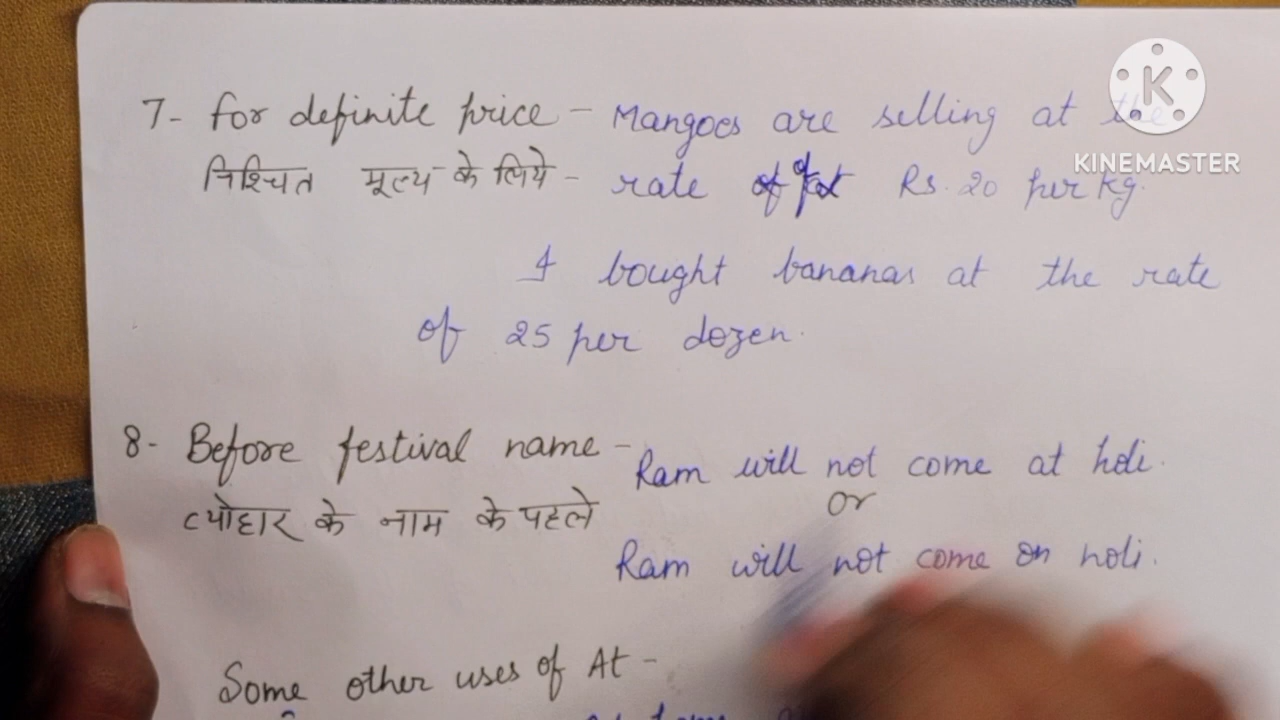 7- for definite price - Mangoes are selling at the
निश्चित मूल्य के लिये - rate of Rs. 20 per kg.
I bought bananas at the rate
of 25 per dozen.
8- Before festival name - Ram will not come at holi.
त्योहार के नाम के पहले
or
Ram will not come on holi.
Some other uses of At -
KINEMASTER